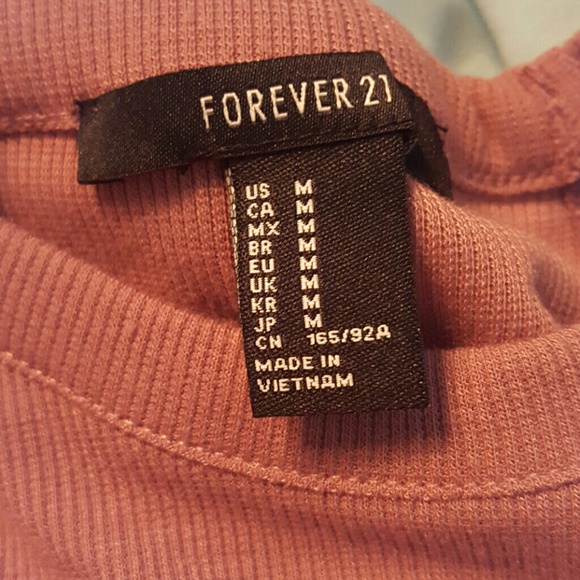 FOREVER 21
US M
CA M
MX M
BR M
EU M
UK M
KR M
JP M
CN 165/92A
MADE IN
VIETNAM